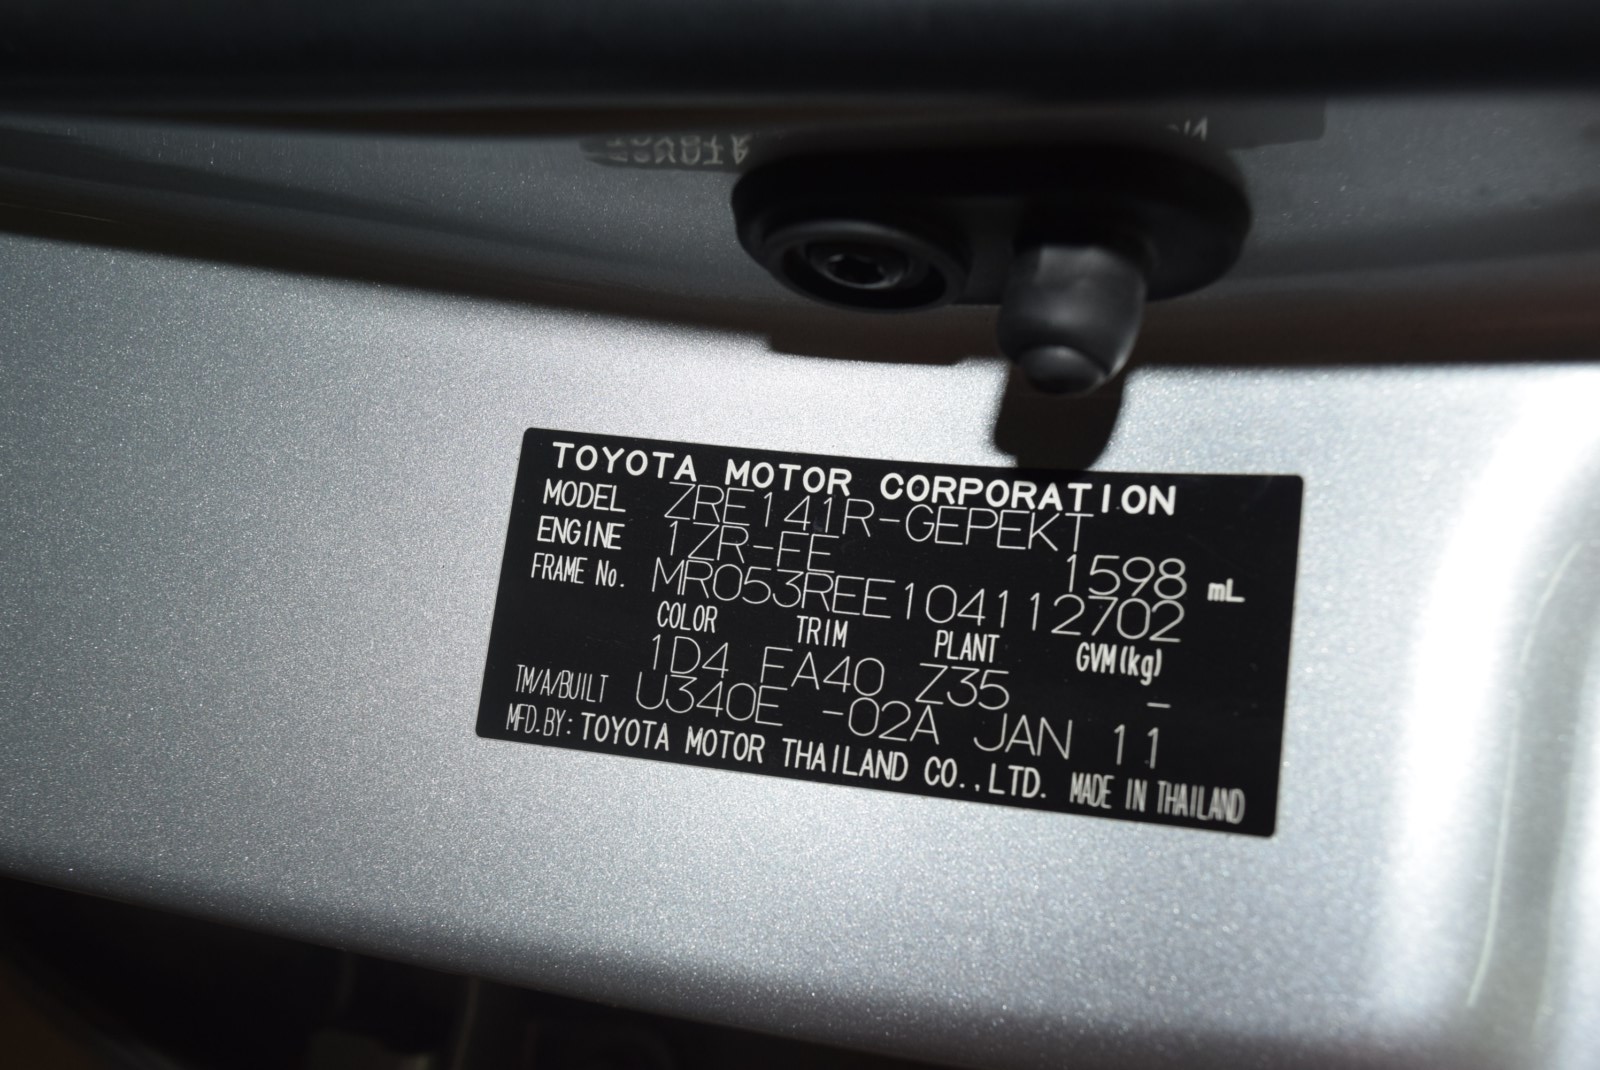 TOYOTA MOTOR CORPORATION
MODEL ZRE141R-GEPEKT
ENGINE 1ZR-FE 1598 mL
FRAME No. MR053REE104112702
COLOR TRIM PLANT GVM(kg)
1D4 FA40 Z35 –
TM/A/BUILT U340E -02A JAN 11
MFD.BY: TOYOTA MOTOR THAILAND CO.,LTD. MADE IN THAILAND